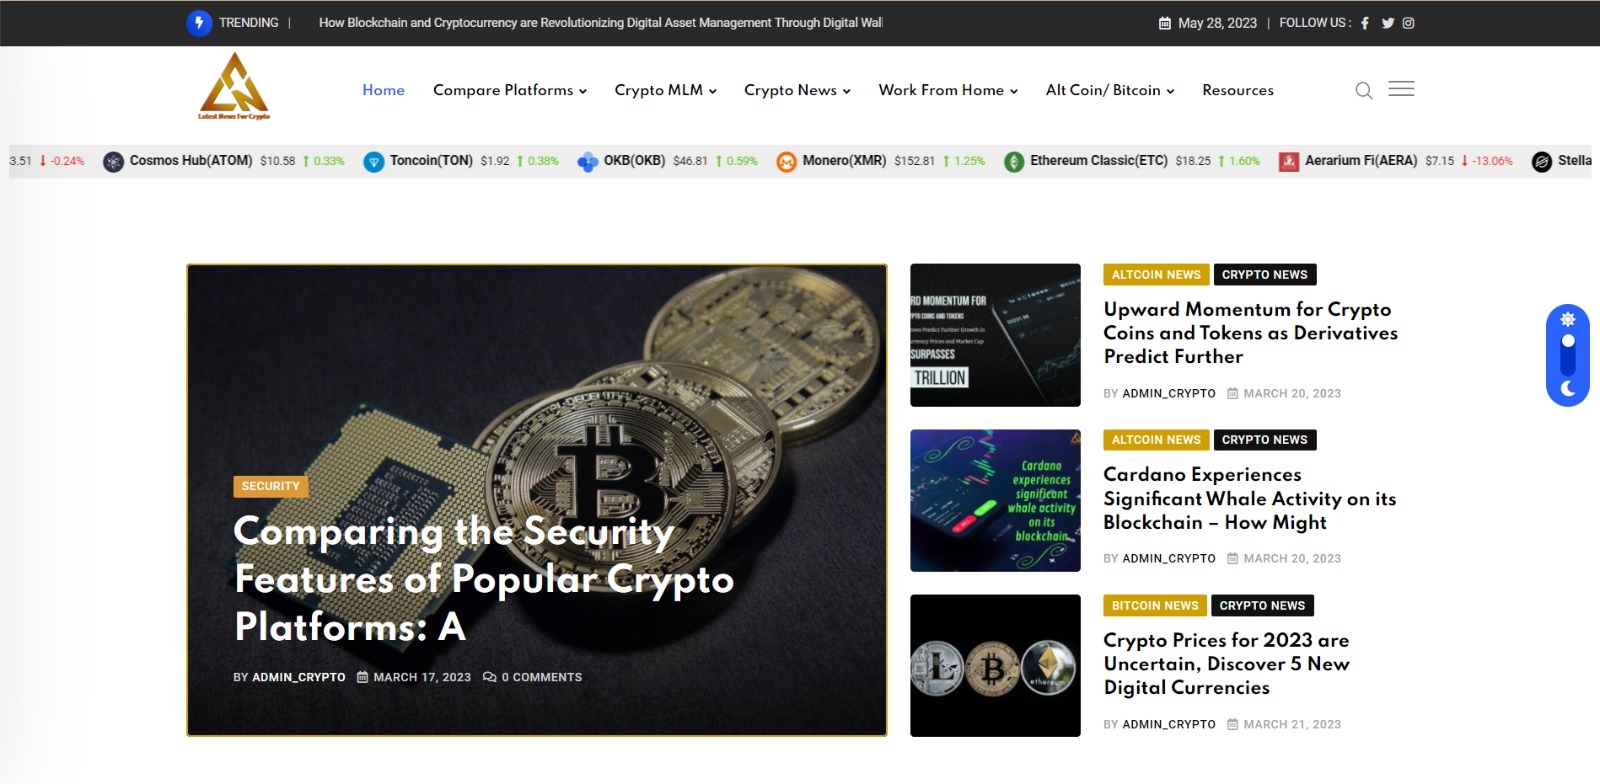 TRENDING | How Blockchain and Cryptocurrency are Revolutionizing Digital Asset Management Through Digital Wal
May 28, 2023 | FOLLOW US :
Latest News For Crypto
Home Compare Platforms Crypto MLM Crypto News Work From Home Alt Coin/ Bitcoin Resources
3.51 -0.24% Cosmos Hub(ATOM) $10.58 0.33% Toncoin(TON) $1.92 0.38% OKB(OKB) $46.81 0.59% Monero(XMR) $152.81 1.25% Ethereum Classic(ETC) $18.25 1.60% Aerarium Fi(AERA) $7.15 -13.06% Stella
SECURITY
Comparing the Security
Features of Popular Crypto
Platforms: A
BY ADMIN_CRYPTO MARCH 17, 2023 0 COMMENTS
RD MOMENTUM FOR
SURPASSES
TRILLION
ALTCOIN NEWS CRYPTO NEWS
Upward Momentum for Crypto
Coins and Tokens as Derivatives
Predict Further
BY ADMIN_CRYPTO MARCH 20, 2023
Cardano
experiences
significant
whale activity
on its
blockchain
ALTCOIN NEWS CRYPTO NEWS
Cardano Experiences
Significant Whale Activity on its
Blockchain – How Might
BY ADMIN_CRYPTO MARCH 20, 2023
ethereum
BITCOIN NEWS CRYPTO NEWS
Crypto Prices for 2023 are
Uncertain, Discover 5 New
Digital Currencies
BY ADMIN_CRYPTO MARCH 21, 2023